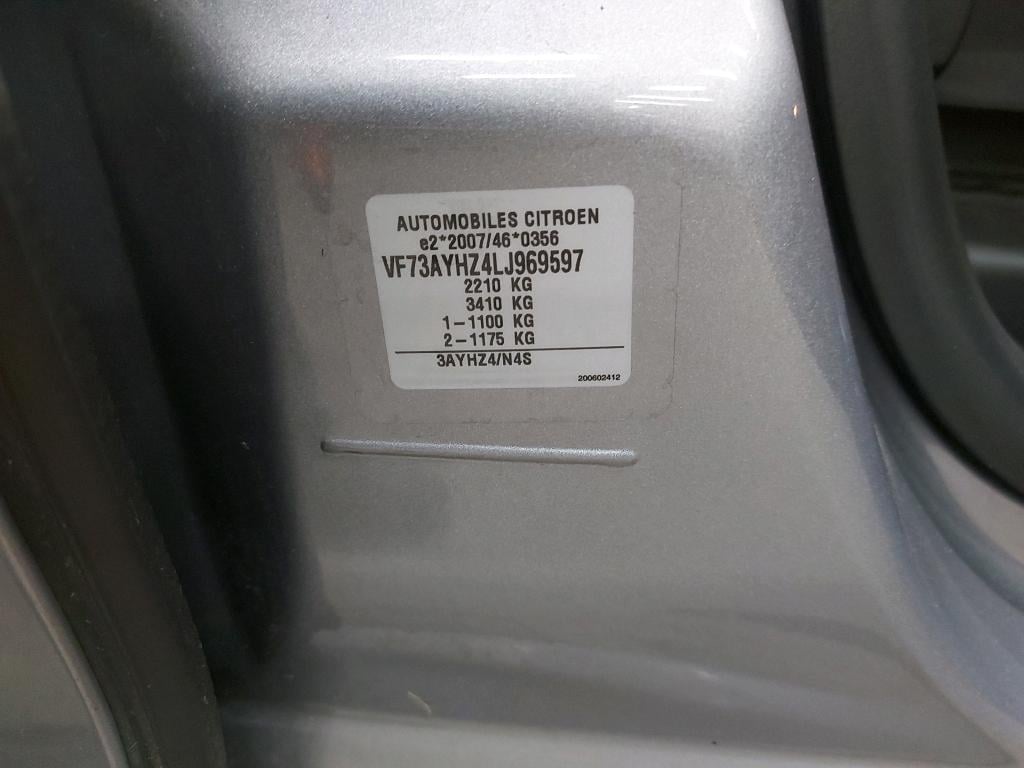 AUTOMOBILES CITROEN
e2*2007/46*0356
VF73AYHZ4LJ969597
2210 KG
3410 KG
1-1100 KG
2-1175 KG
3AYHZ4/N4S
200602412